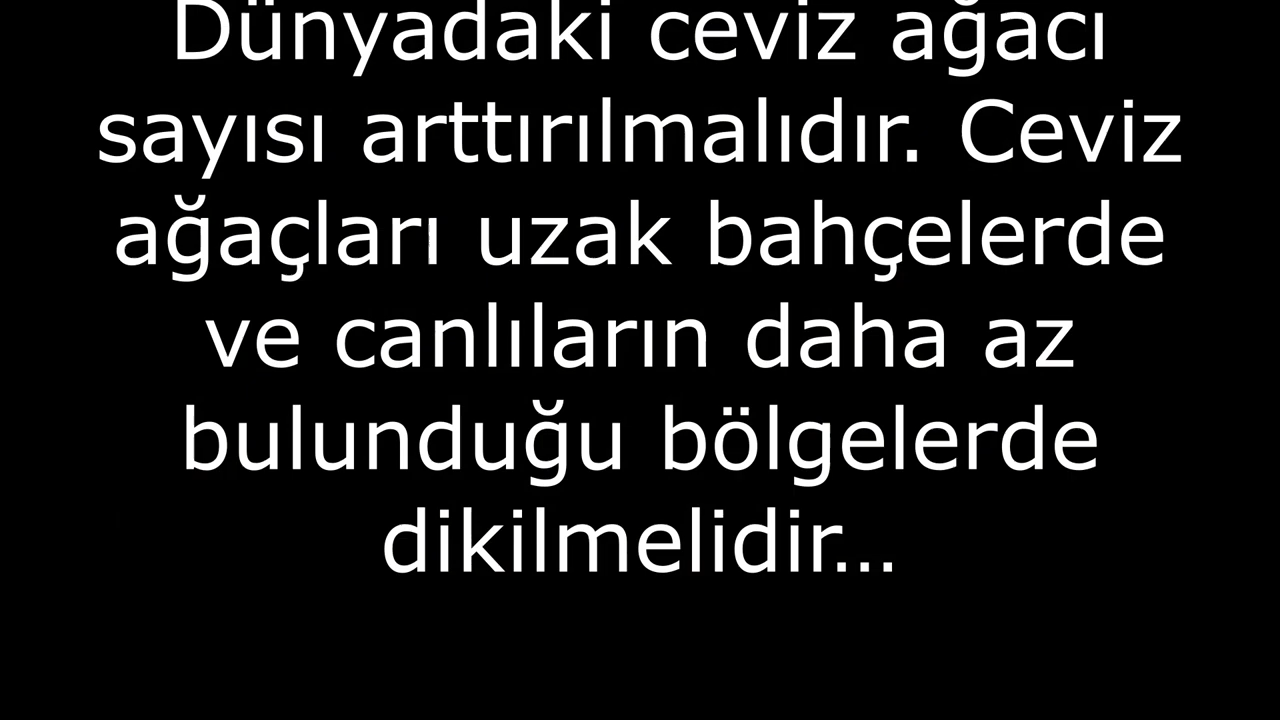 Dünyadaki ceviz ağacı
sayısı arttırılmalıdır. Ceviz
ağaçları uzak bahçelerde
ve canlıların daha az
bulunduğu bölgelerde
dikilmelidir...